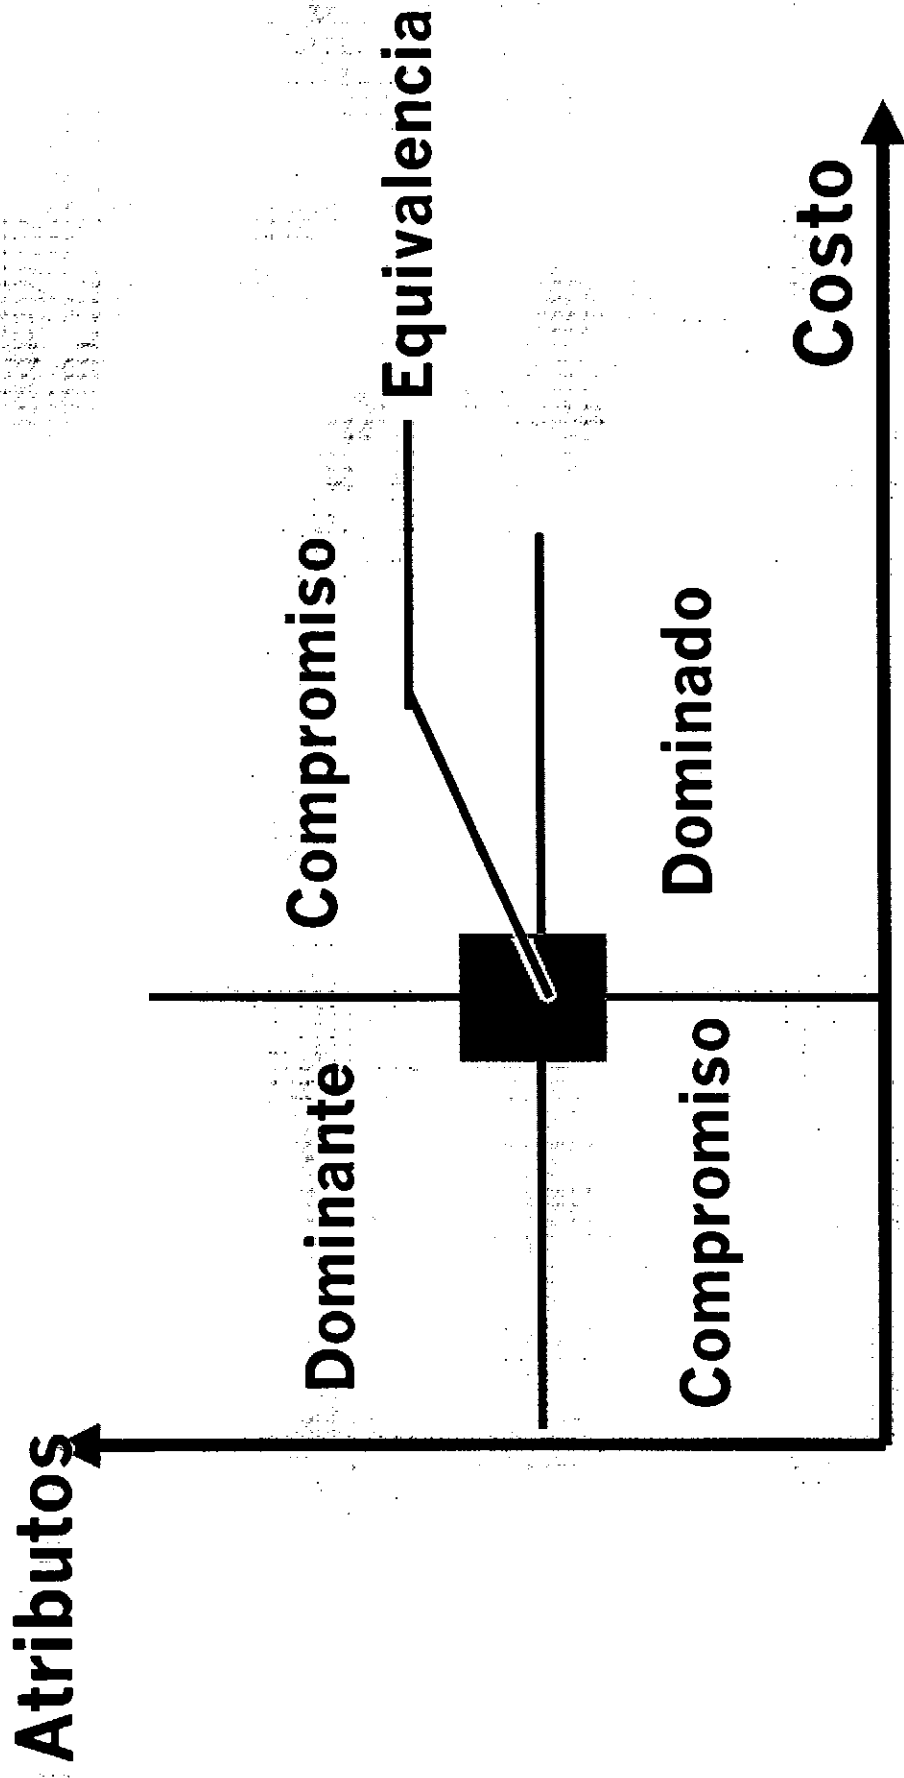 Atributos
Dominante
Compromiso
Equivalencia
Compromiso
Dominado
Costo